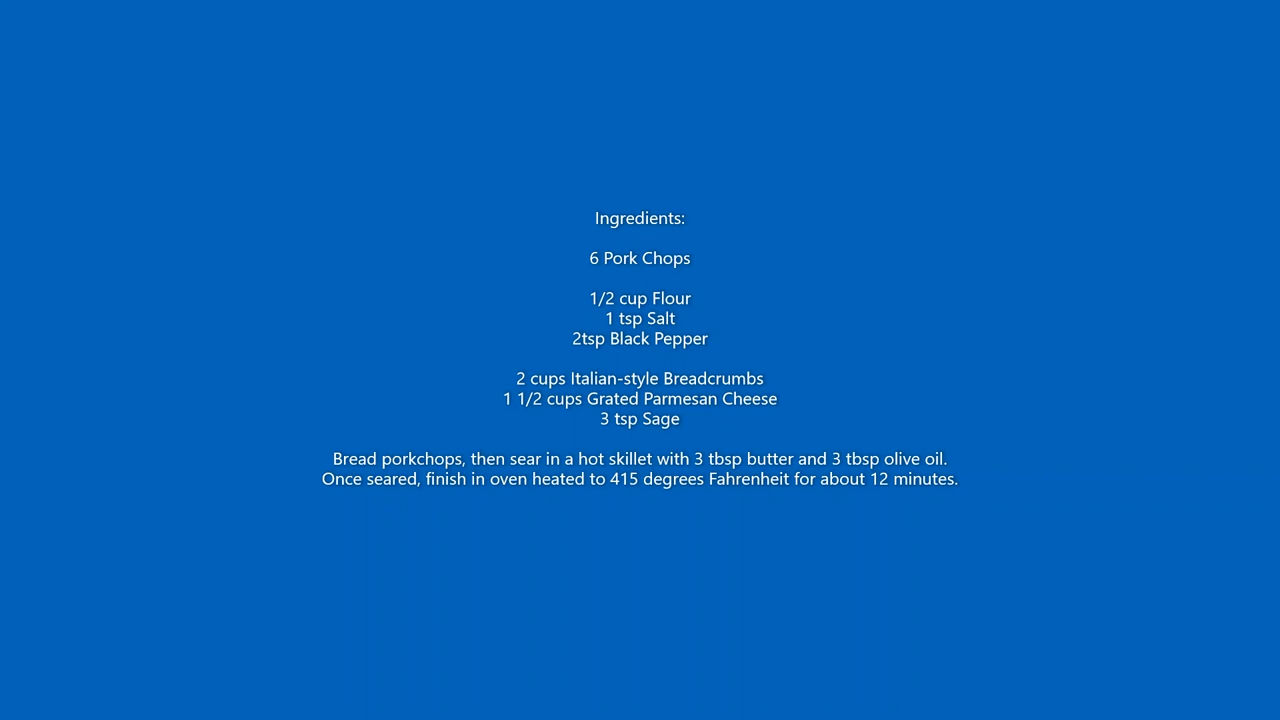 Ingredients:
6 Pork Chops
1/2 cup Flour
1 tsp Salt
2tsp Black Pepper
2 cups Italian-style Breadcrumbs
1 1/2 cups Grated Parmesan Cheese
3 tsp Sage
Bread porkchops, then sear in a hot skillet with 3 tbsp butter and 3 tbsp olive oil.
Once seared, finish in oven heated to 415 degrees Fahrenheit for about 12 minutes.